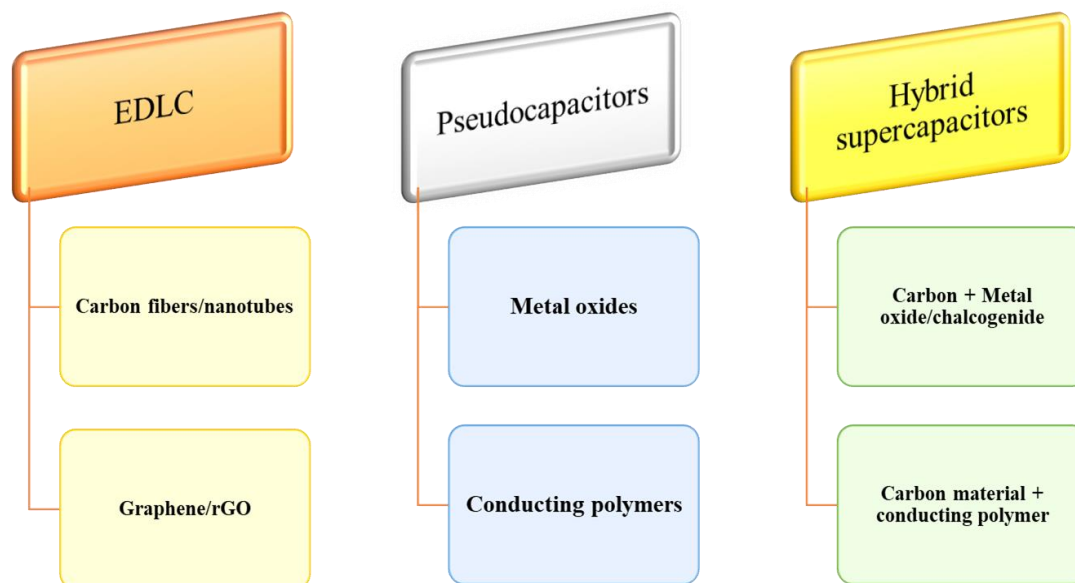 EDLC
Carbon fibers/nanotubes
Graphene/rGO
Pseudocapacitors
Metal oxides
Conducting polymers
Hybrid
supercapacitors
Carbon + Metal
oxide/chalcogenide
Carbon material +
conducting polymer